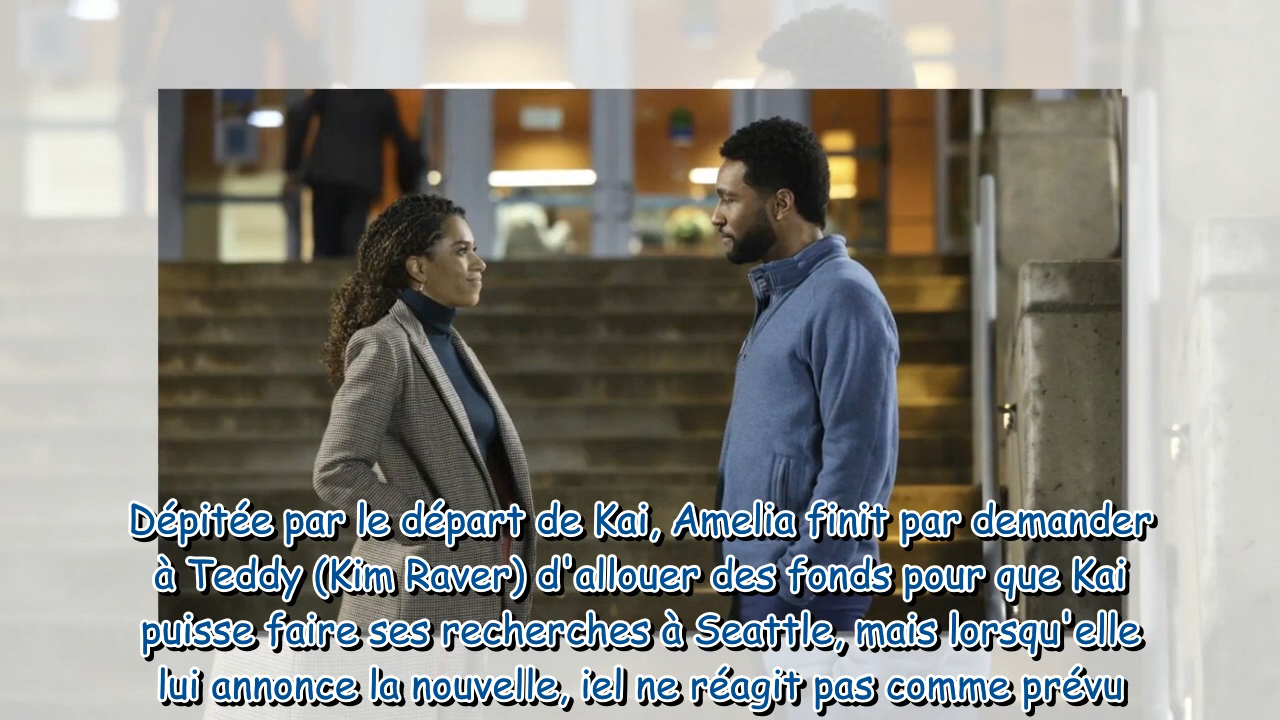 Dépitée par le départ de Kai, Amelia finit par demander
à Teddy (Kim Raver) d'allouer des fonds pour que Kai
puisse faire ses recherches à Seattle, mais lorsqu'elle
lui annonce la nouvelle, iel ne réagit pas comme prévu